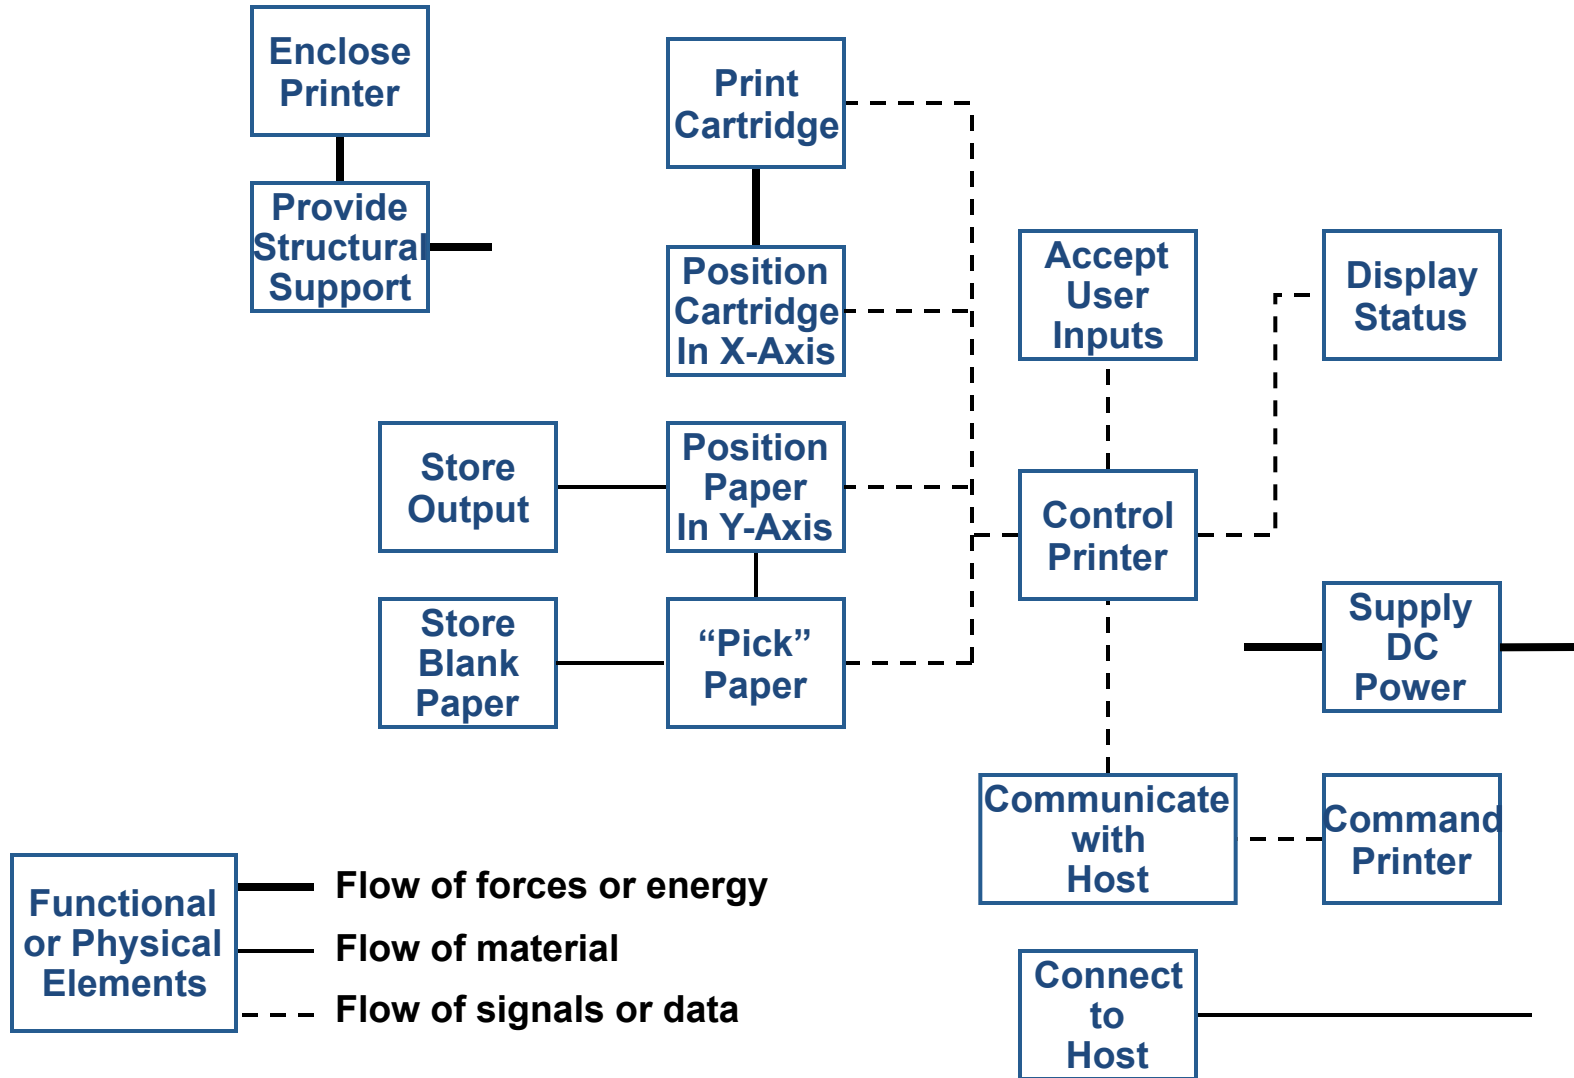 Enclose
Printer
Print
Cartridge
Provide
Structural
Support
Position
Cartridge
In X-Axis
Accept
User
Inputs
Display
Status
Store
Output
Position
Paper
In Y-Axis
Control
Printer
Store
Blank
Paper
“Pick”
Paper
Supply
DC
Power
Communicate
with
Host
Command
Printer
Functional
or Physical
Elements
Flow of forces or energy
Flow of material
Flow of signals or data
Connect
to
Host